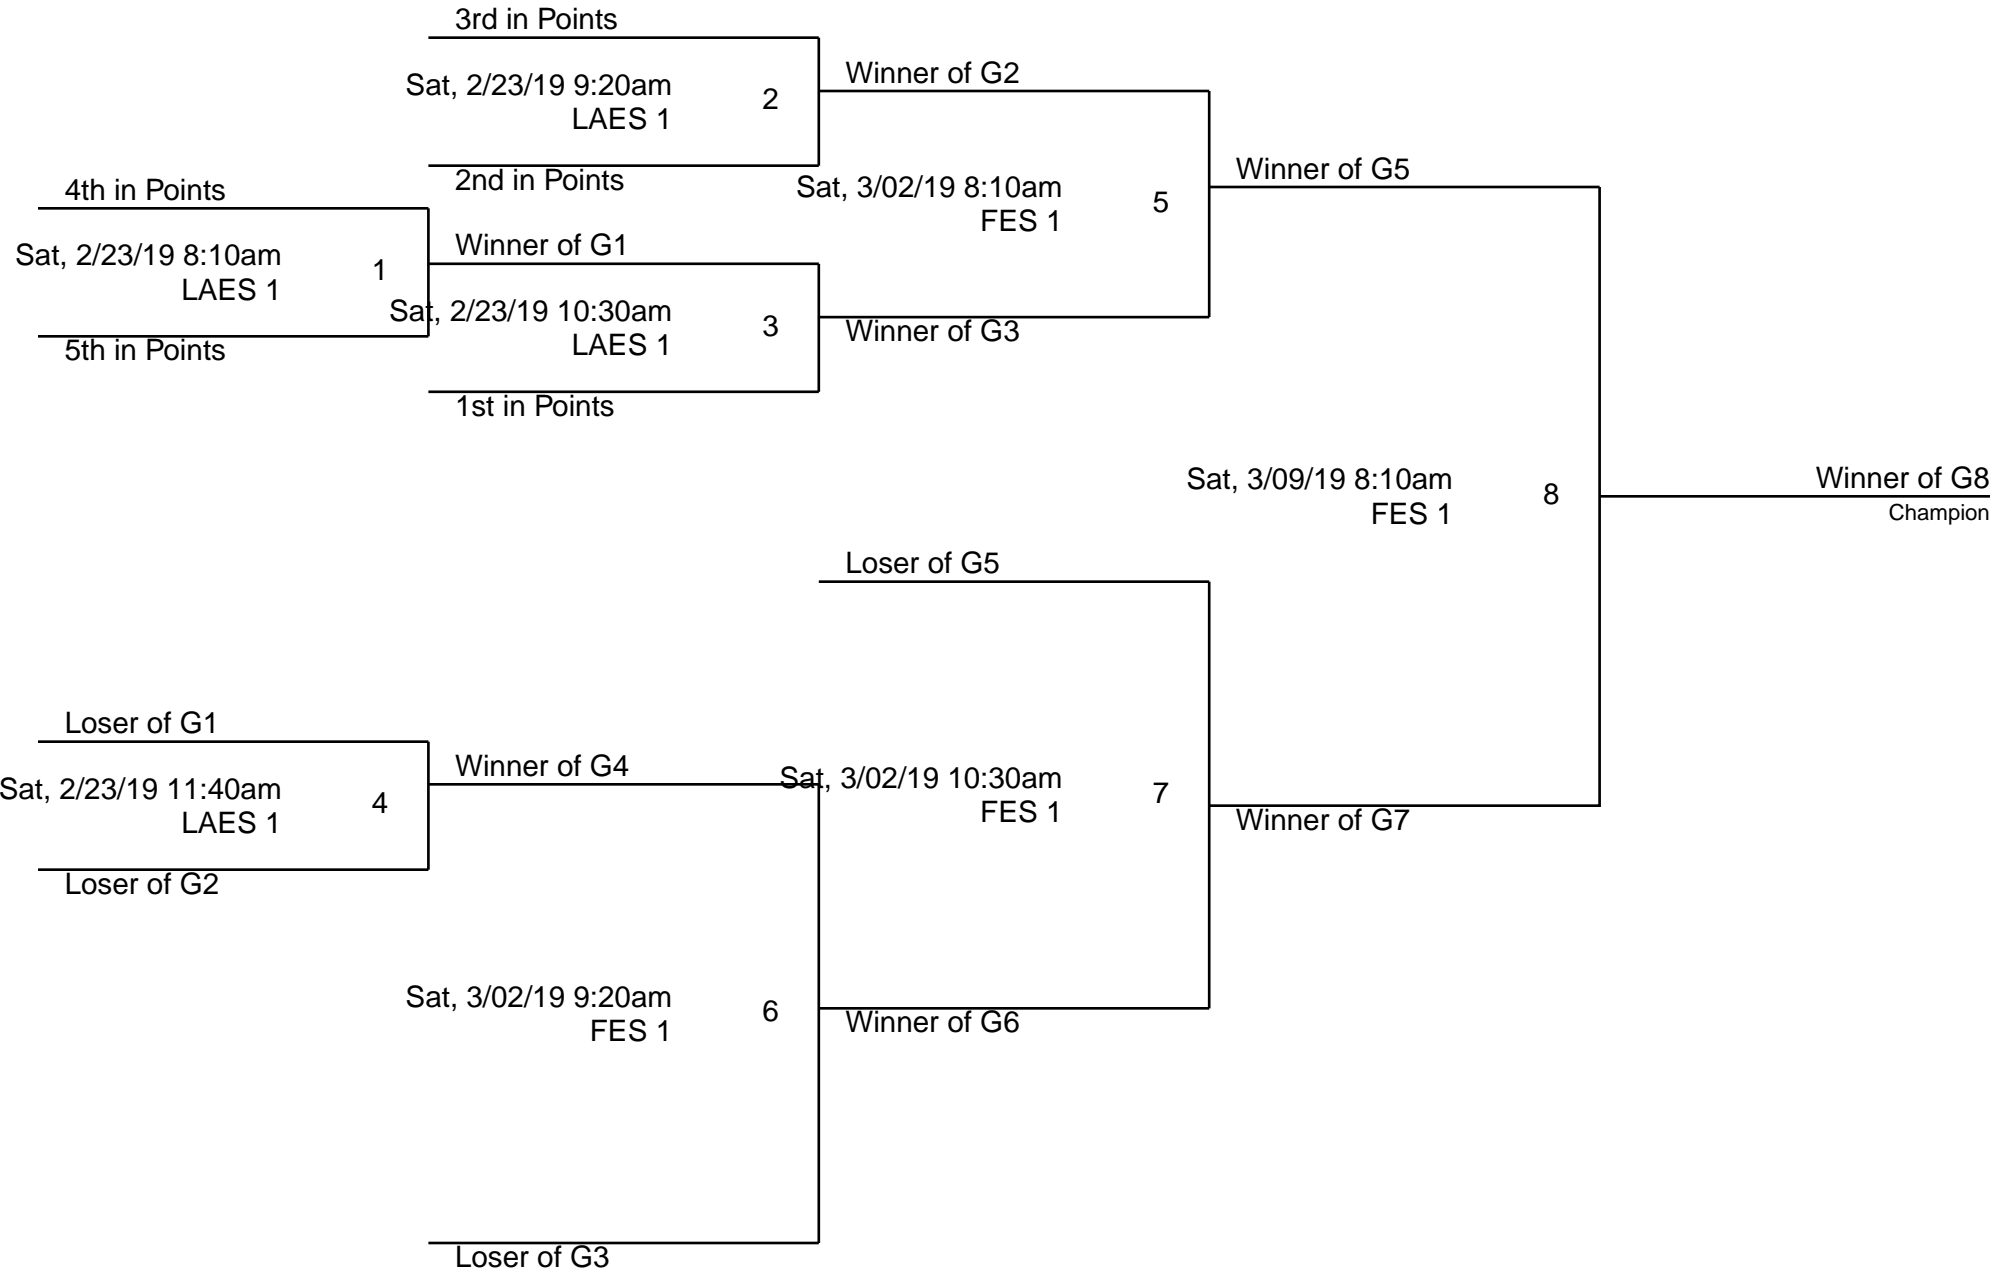 3rd in Points
Sat, 2/23/19 9:20am
LAES 1
2
2nd in Points
Winner of G2
4th in Points
Sat, 2/23/19 8:10am
LAES 1
1
5th in Points
Winner of G1
Sat, 2/23/19 10:30am
LAES 1
3
1st in Points
Sat, 3/02/19 8:10am
FES 1
5
Winner of G3
Winner of G5
Sat, 3/09/19 8:10am
FES 1
8
Winner of G8
Champion
Loser of G5
Loser of G1
Sat, 2/23/19 11:40am
LAES 1
4
Loser of G2
Winner of G4
Sat, 3/02/19 10:30am
FES 1
7
Winner of G7
Sat, 3/02/19 9:20am
FES 1
6
Winner of G6
Loser of G3